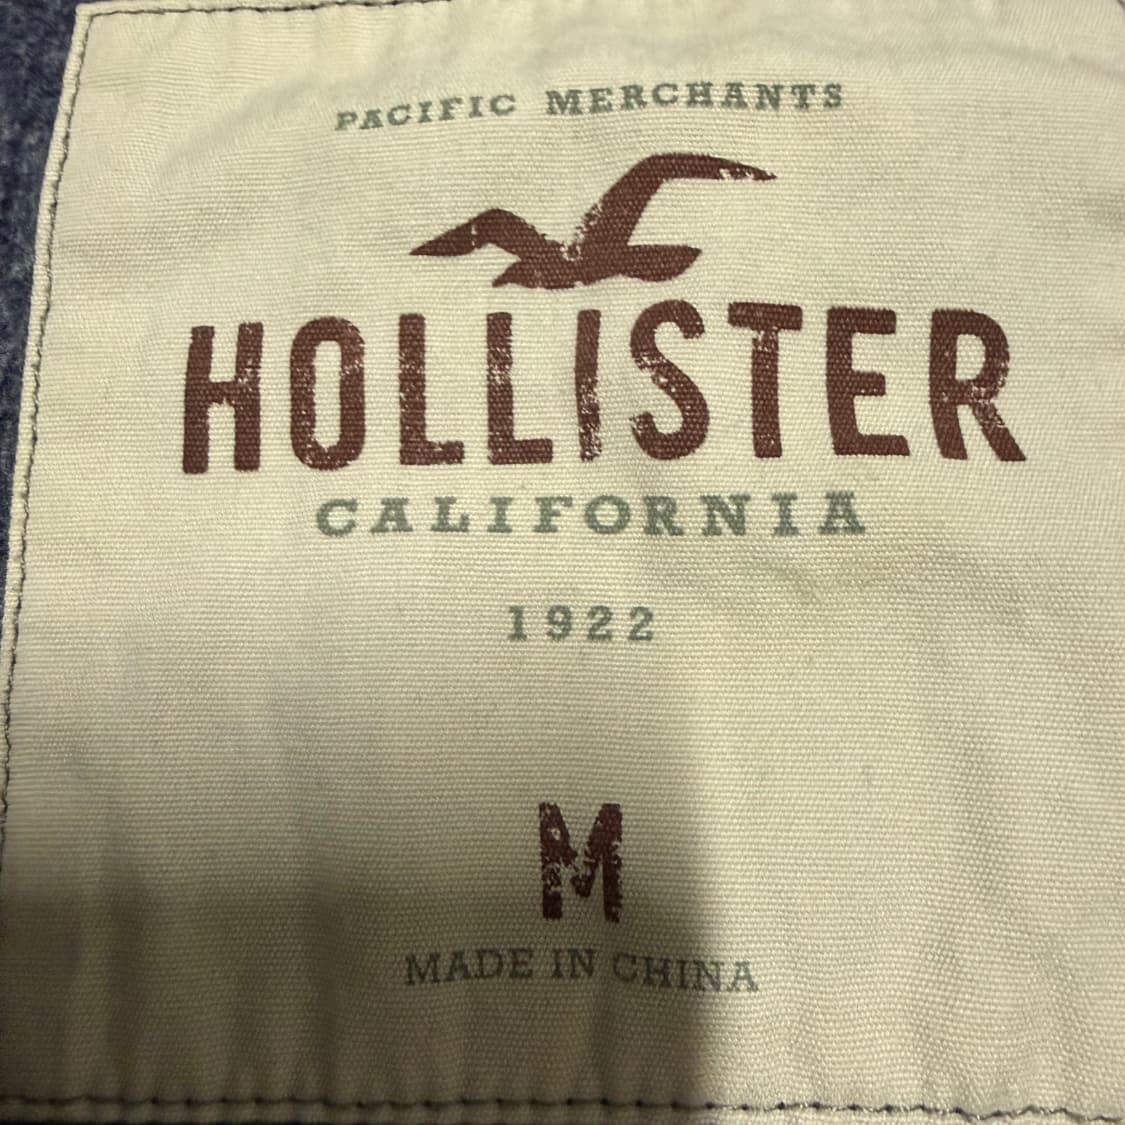 PACIFIC MERCHANTS
HOLLISTER
CALIFORNIA
1922
M
MADE IN CHINA